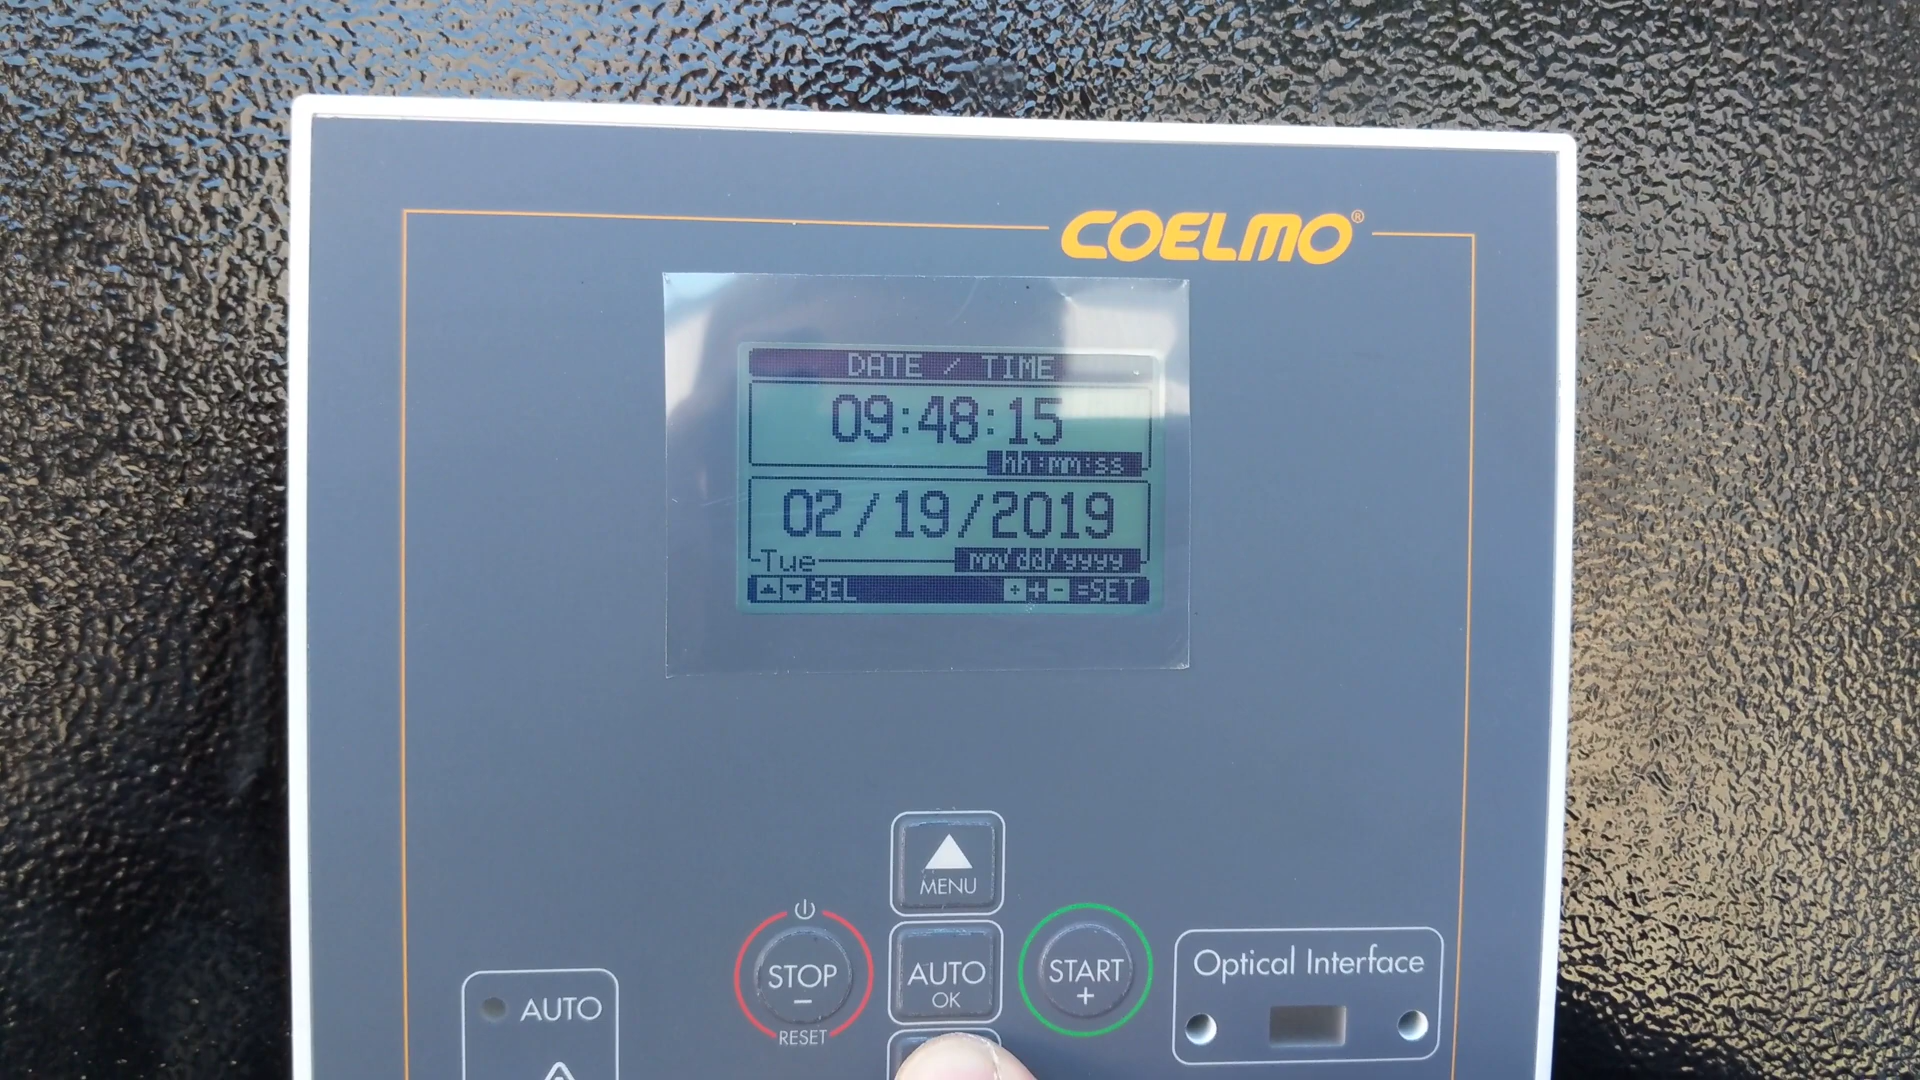 COELMO®
DATE / TIME
09:48:15
hh:mm:ss
02/19/2019
Tue mm/dd/yyyy
▲▼SEL ++-=SET
MENU
STOP
-
RESET
AUTO
OK
START
+
Optical Interface
AUTO